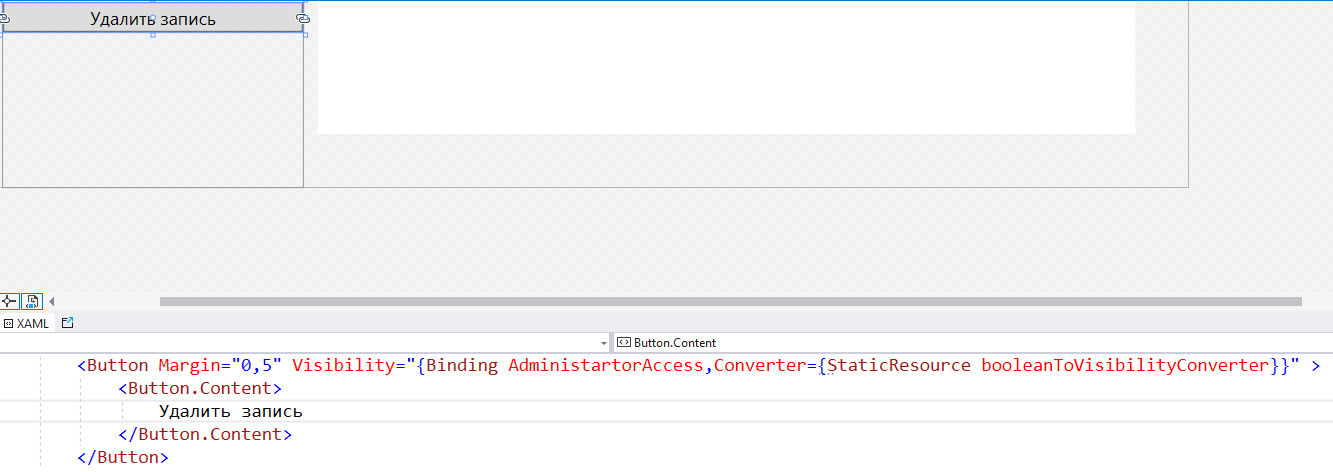 Удалить запись
XAML
Button.Content
<Button Margin="0,5" Visibility="{Binding AdministartorAccess,Converter={StaticResource booleanToVisibilityConverter}}" >
<Button.Content>
Удалить запись
</Button.Content>
</Button>